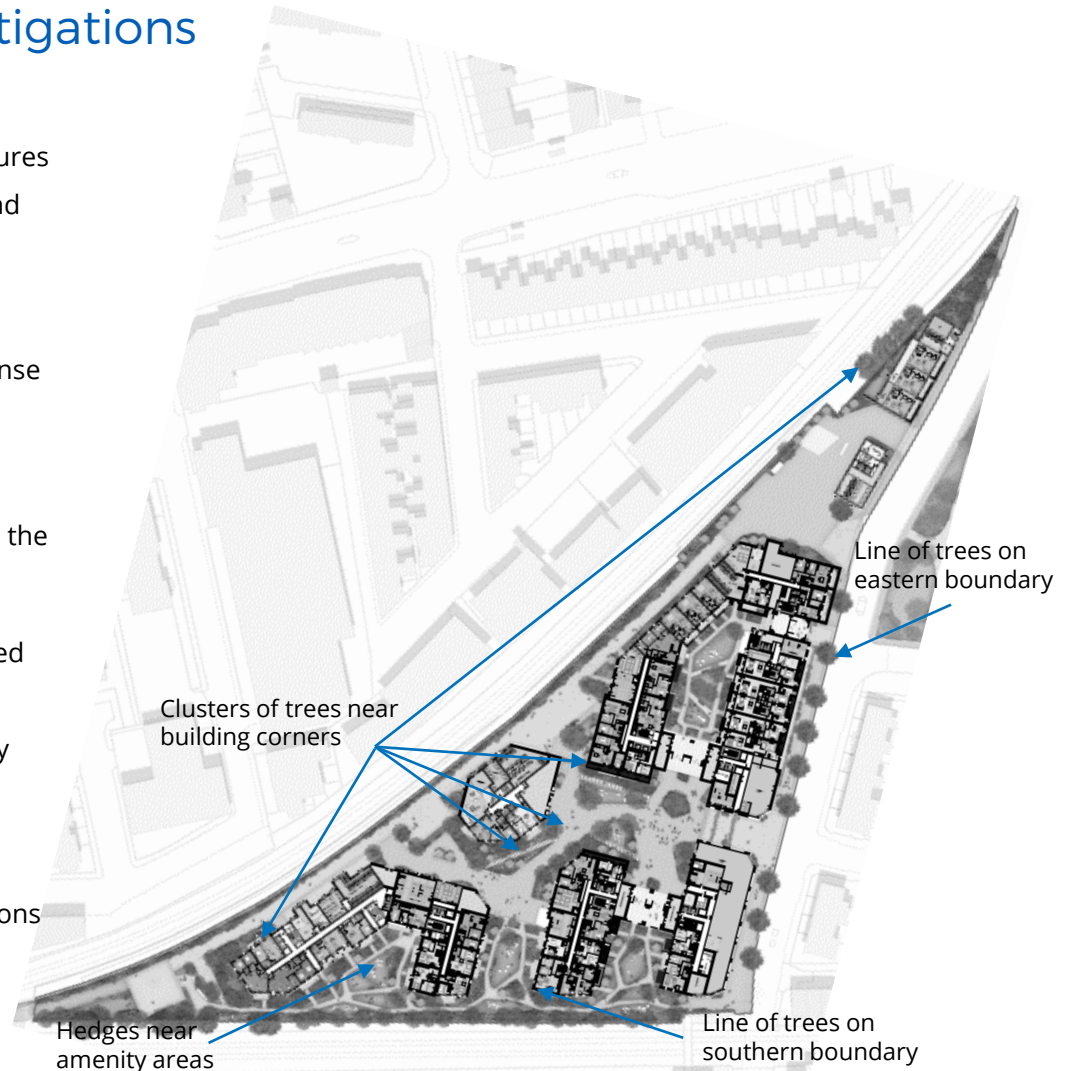 tigations
ures
nd
nse
the
ed
y
ons
Line of trees on
eastern boundary
Clusters of trees near
building corners
Hedges near
amenity areas
Line of trees on
southern boundary